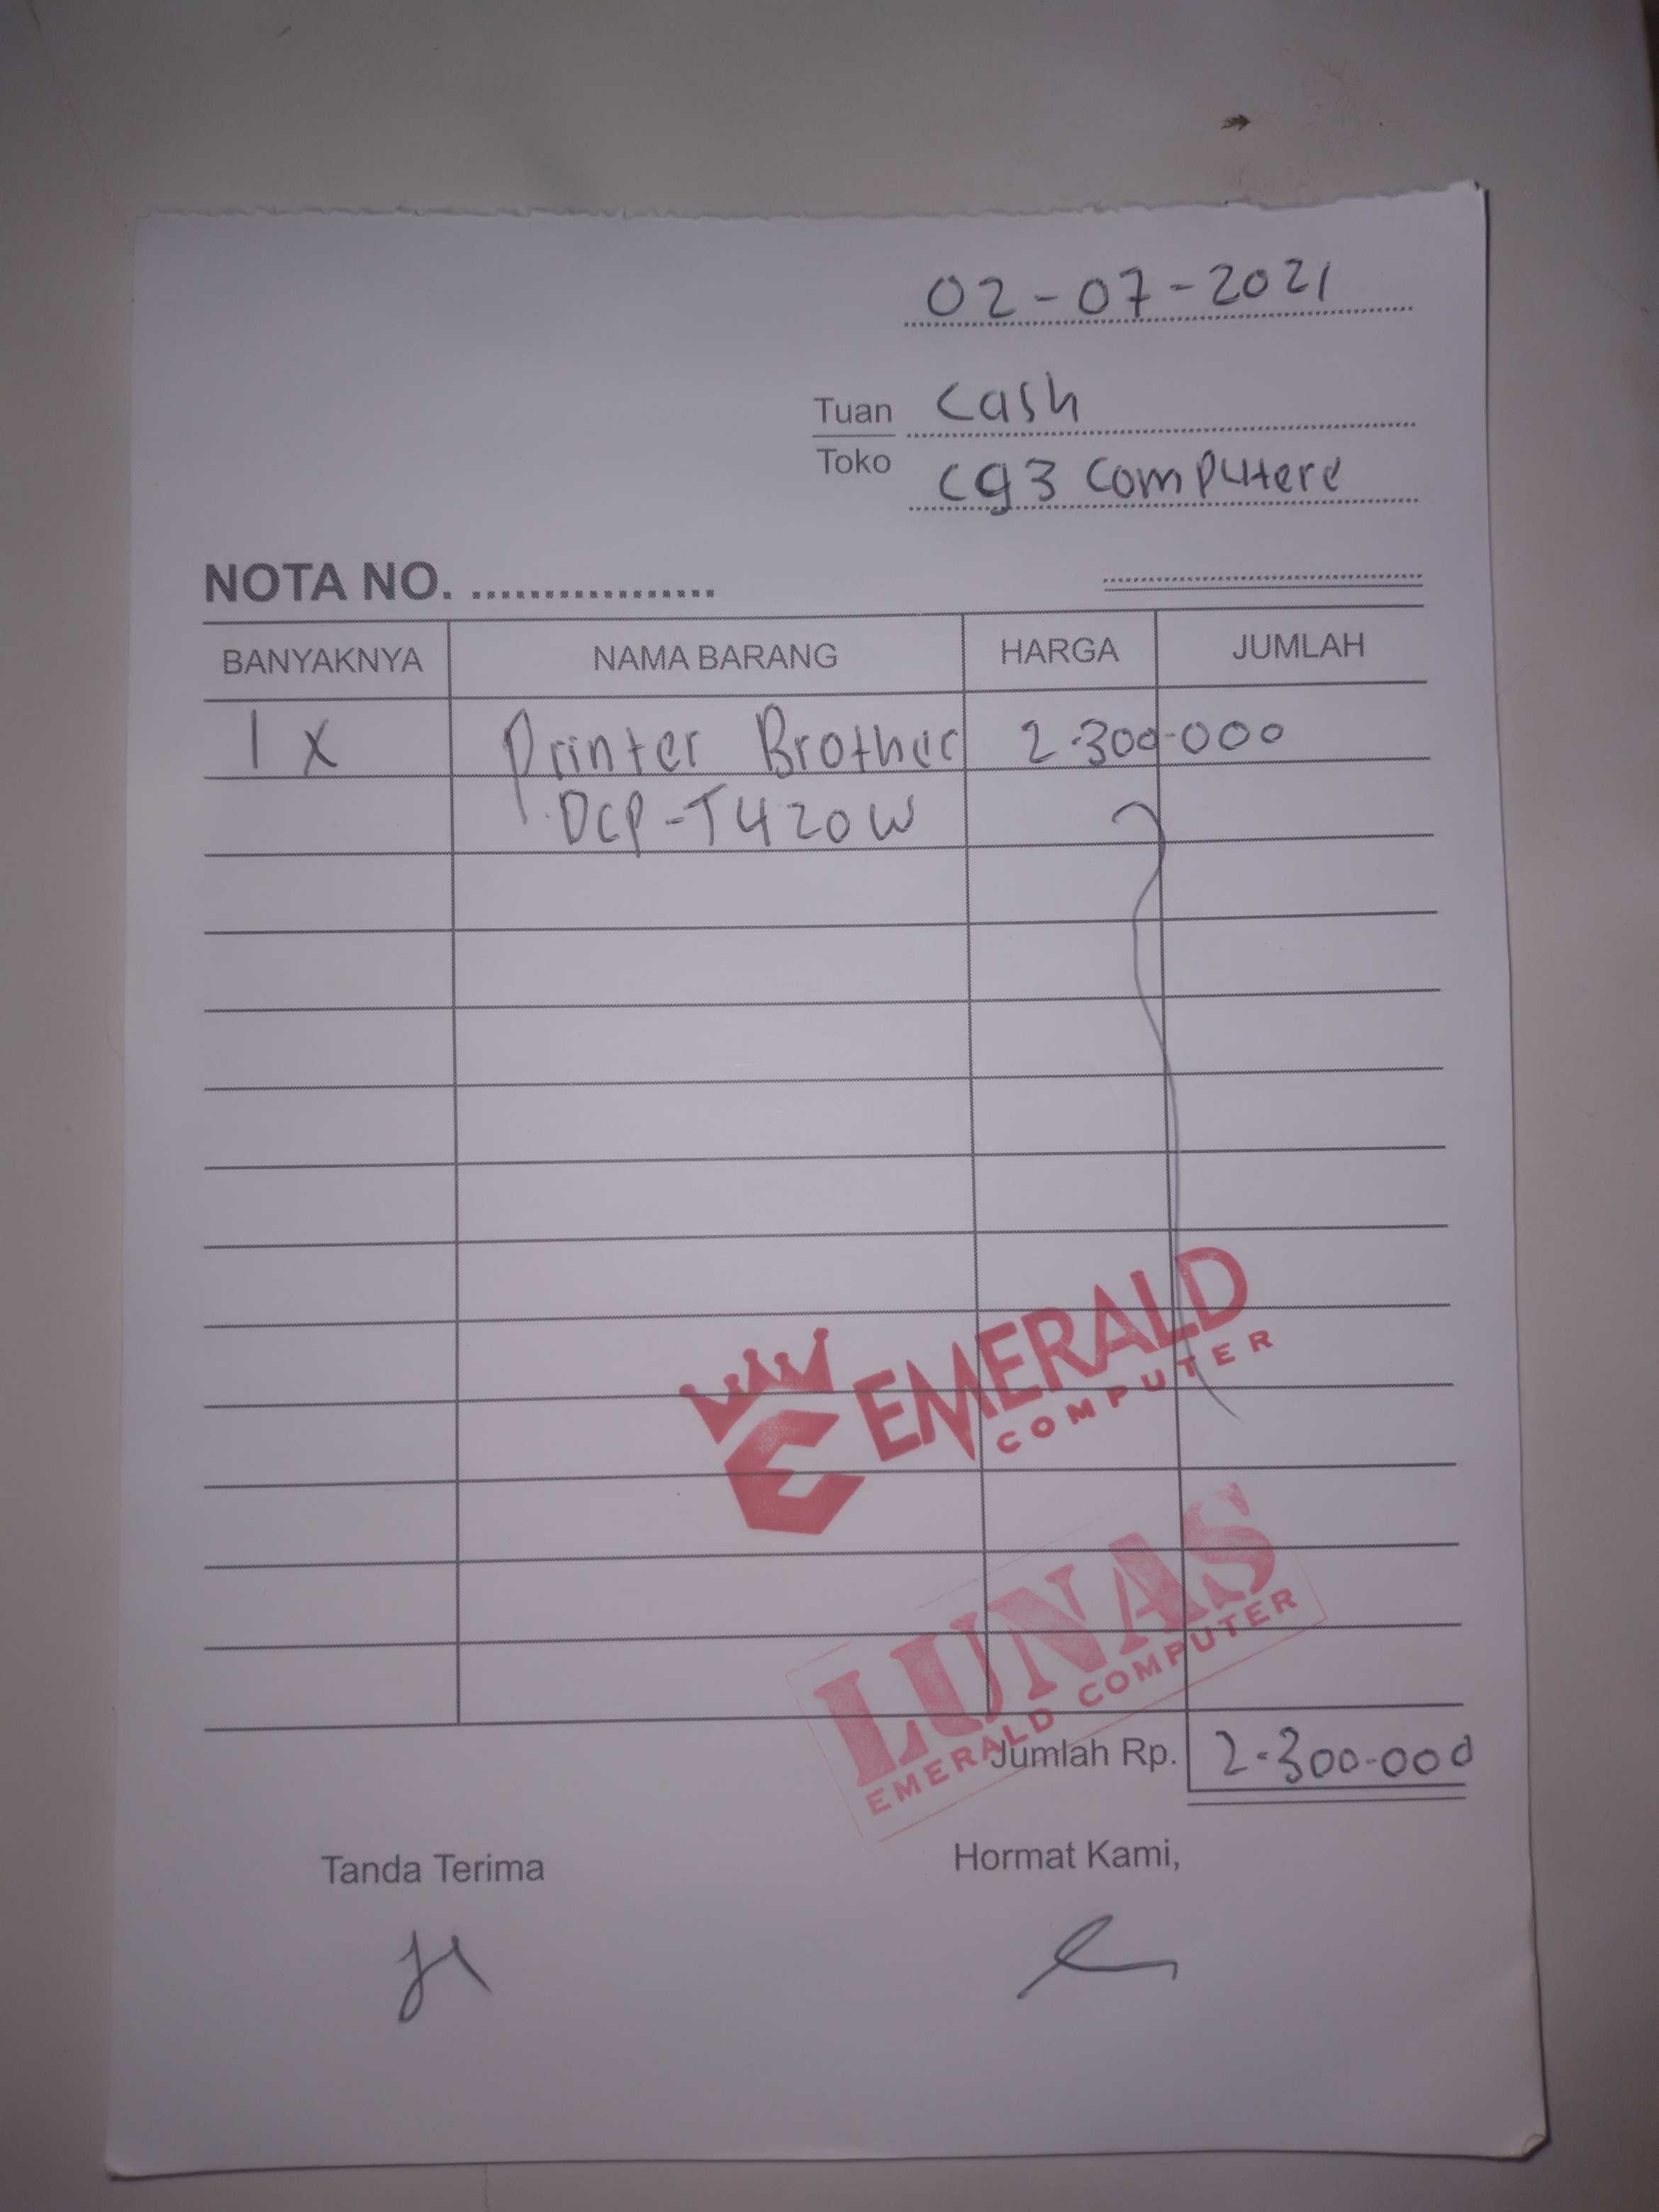 02-07-2021
Tuan Cash
Toko cg3 Computere
NOTA NO. .................
BANYAKNYA NAMA BARANG HARGA JUMLAH
1 X Printer Brother 2.300.000
DCP-T420W
EMERALD
COMPUTER
LUNAS
EMERALD COMPUTER
Jumlah Rp. 2.300.000
Tanda Terima Hormat Kami,